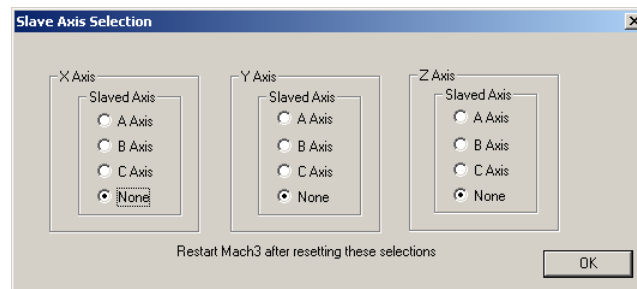 Slave Axis Selection
X Axis
Slaved Axis
A Axis
B Axis
C Axis
None
Y Axis
Slaved Axis
A Axis
B Axis
C Axis
None
Z Axis
Slaved Axis
A Axis
B Axis
C Axis
None
Restart Mach3 after resetting these selections
OK